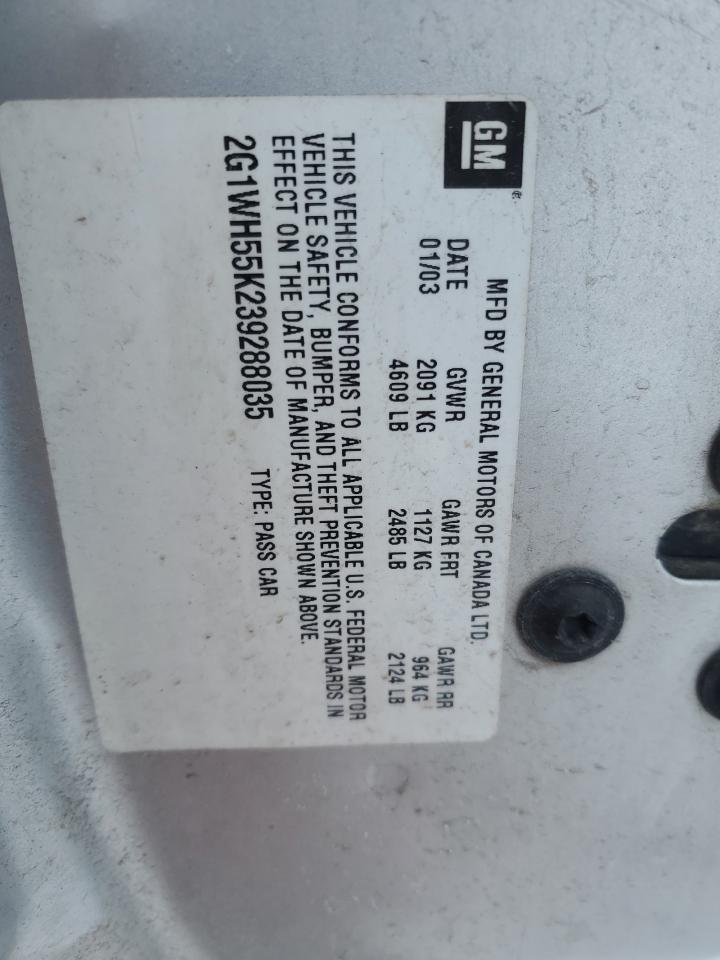 GM®
MFD BY GENERAL MOTORS OF CANADA LTD.
DATE GVWR GAWR FRT GAWR RR
01/03 2091 KG 1127 KG 964 KG
4609 LB 2485 LB 2124 LB
THIS VEHICLE CONFORMS TO ALL APPLICABLE U.S. FEDERAL MOTOR
VEHICLE SAFETY, BUMPER, AND THEFT PREVENTION STANDARDS IN
EFFECT ON THE DATE OF MANUFACTURE SHOWN ABOVE.
2G1WH55K239288035 TYPE: PASS CAR